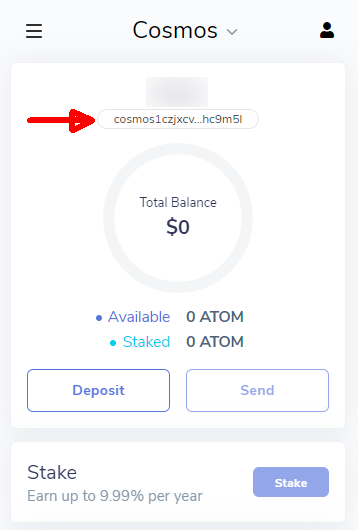 Cosmos
cosmos1czjxcv...hc9m5l
Total Balance
$0
Available 0 ATOM
Staked 0 ATOM
Deposit Send
Stake
Earn up to 9.99% per year
Stake